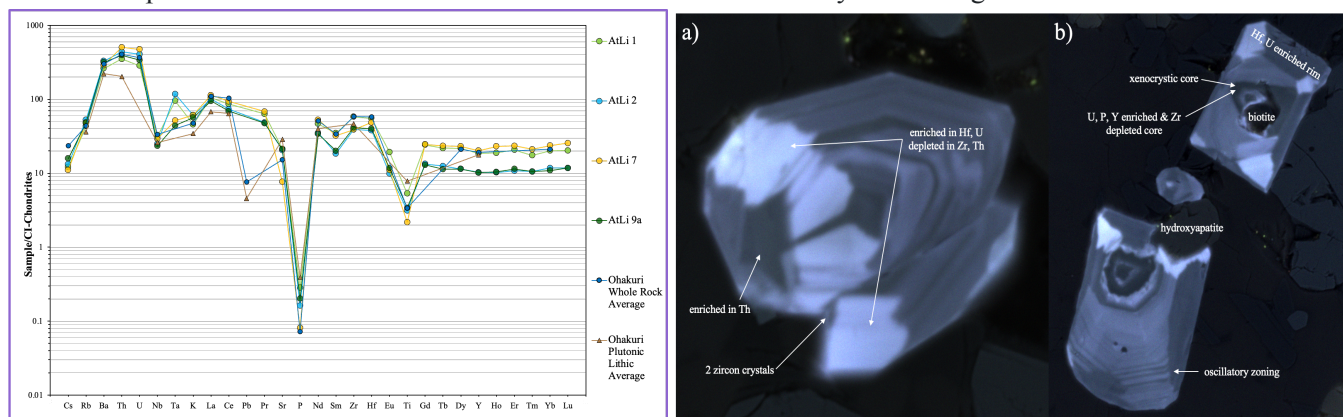 1000
100
10
1
0.1
0.01
Sample/CI-Chondrites
Cs Rb Ba Th U Nb Ta K La Ce Pb Pr Sr P Nd Sm Zr Hf Eu Ti Gd Tb Dy Y Ho Er Tm Yb Lu
AtLi 1
AtLi 2
AtLi 7
AtLi 9a
Ohakuri
Whole Rock
Average
Ohakuri
Plutonic
Lithic
Average
a)
enriched in Hf, U
depleted in Zr, Th
enriched in Th
2 zircon crystals
b)
Hf, U enriched rim
xenocrystic core
U, P, Y enriched & Zr
depleted core
biotite
hydroxyapatite
oscillatory zoning